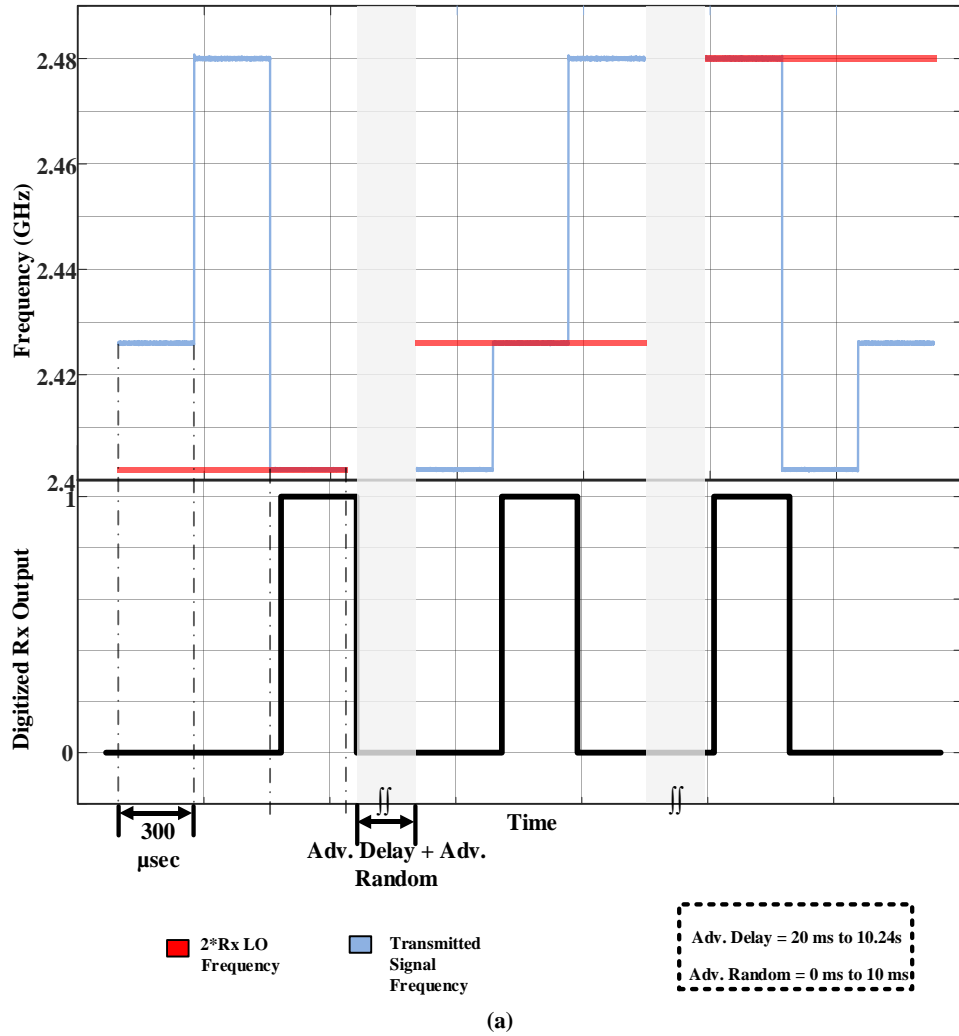 2.48
2.46
2.44
2.42
2.4
Frequency (GHz)
1
0
Digitized Rx Output
∫∫
∫∫
Time
300
µsec
Adv. Delay + Adv.
Random
2*Rx LO
Frequency
Transmitted
Signal
Frequency
Adv. Delay = 20 ms to 10.24s
Adv. Random = 0 ms to 10 ms
(a)